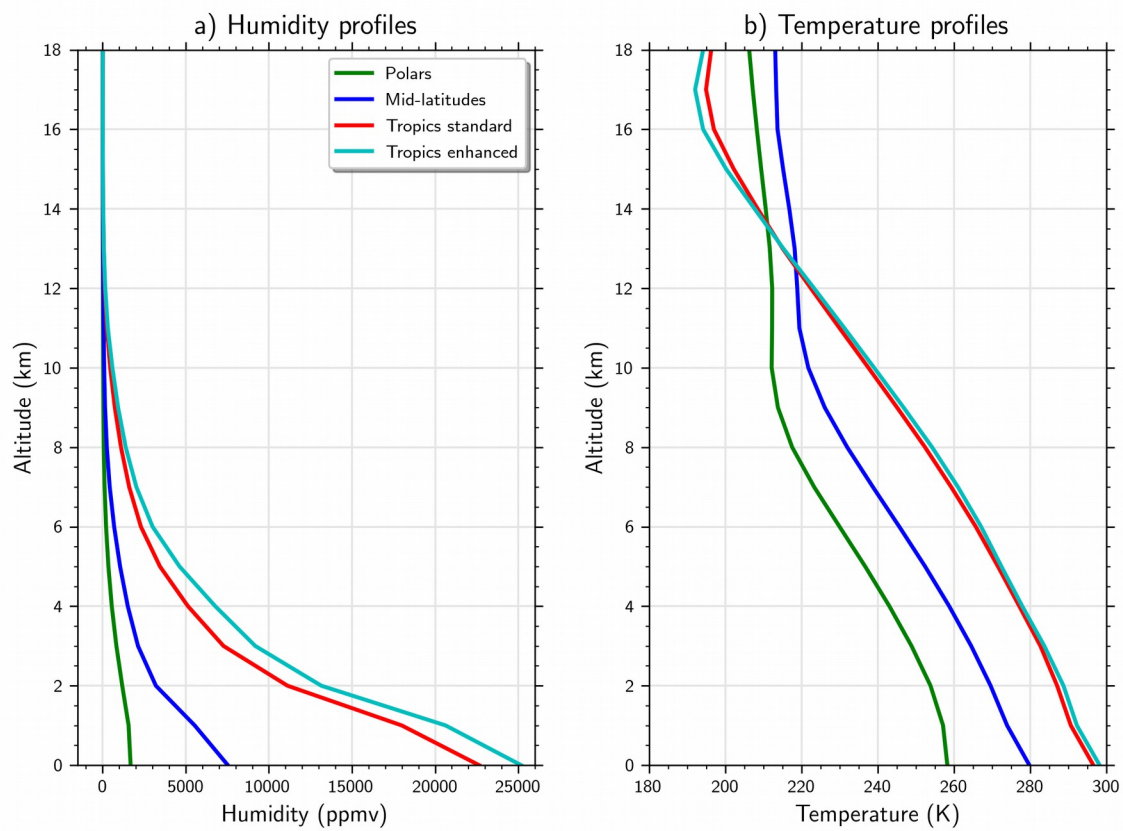 a) Humidity profiles
18
16
14
12
10
8
6
4
2
0
Altitude (km)
0 5000 10000 15000 20000 25000
Humidity (ppmv)
Polars
Mid-latitudes
Tropics standard
Tropics enhanced
b) Temperature profiles
18
16
14
12
10
8
6
4
2
0
Altitude (km)
180 200 220 240 260 280 300
Temperature (K)